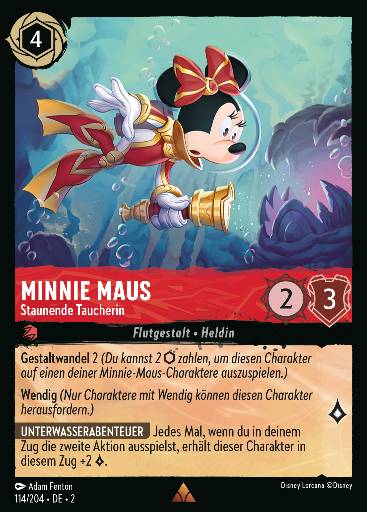 4
MINNIE MAUS
Staunende Taucherin
2
3
Flutgestalt • Heldin
Gestaltwandel 2 (Du kannst 2 zahlen, um diesen Charakter
auf einen deiner Minnie-Maus-Charaktere auszuspielen.)
Wendig (Nur Charaktere mit Wendig können diesen Charakter
herausfordern.)
UNTERWASSERABENTEUER Jedes Mal, wenn du in deinem
Zug die zweite Aktion ausspielst, erhält dieser Charakter in
diesem Zug +2 .
Adam Fenton
114/204 • DE • 2
Disney Lorcana ©Disney